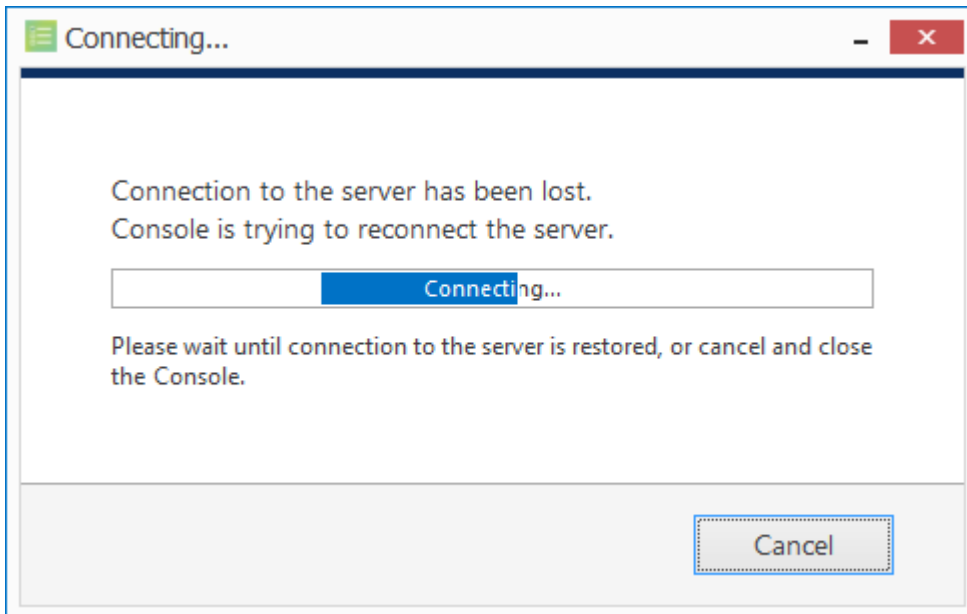 Connecting...
Connection to the server has been lost.
Console is trying to reconnect the server.
Connecting...
Please wait until connection to the server is restored, or cancel and close
the Console.
Cancel